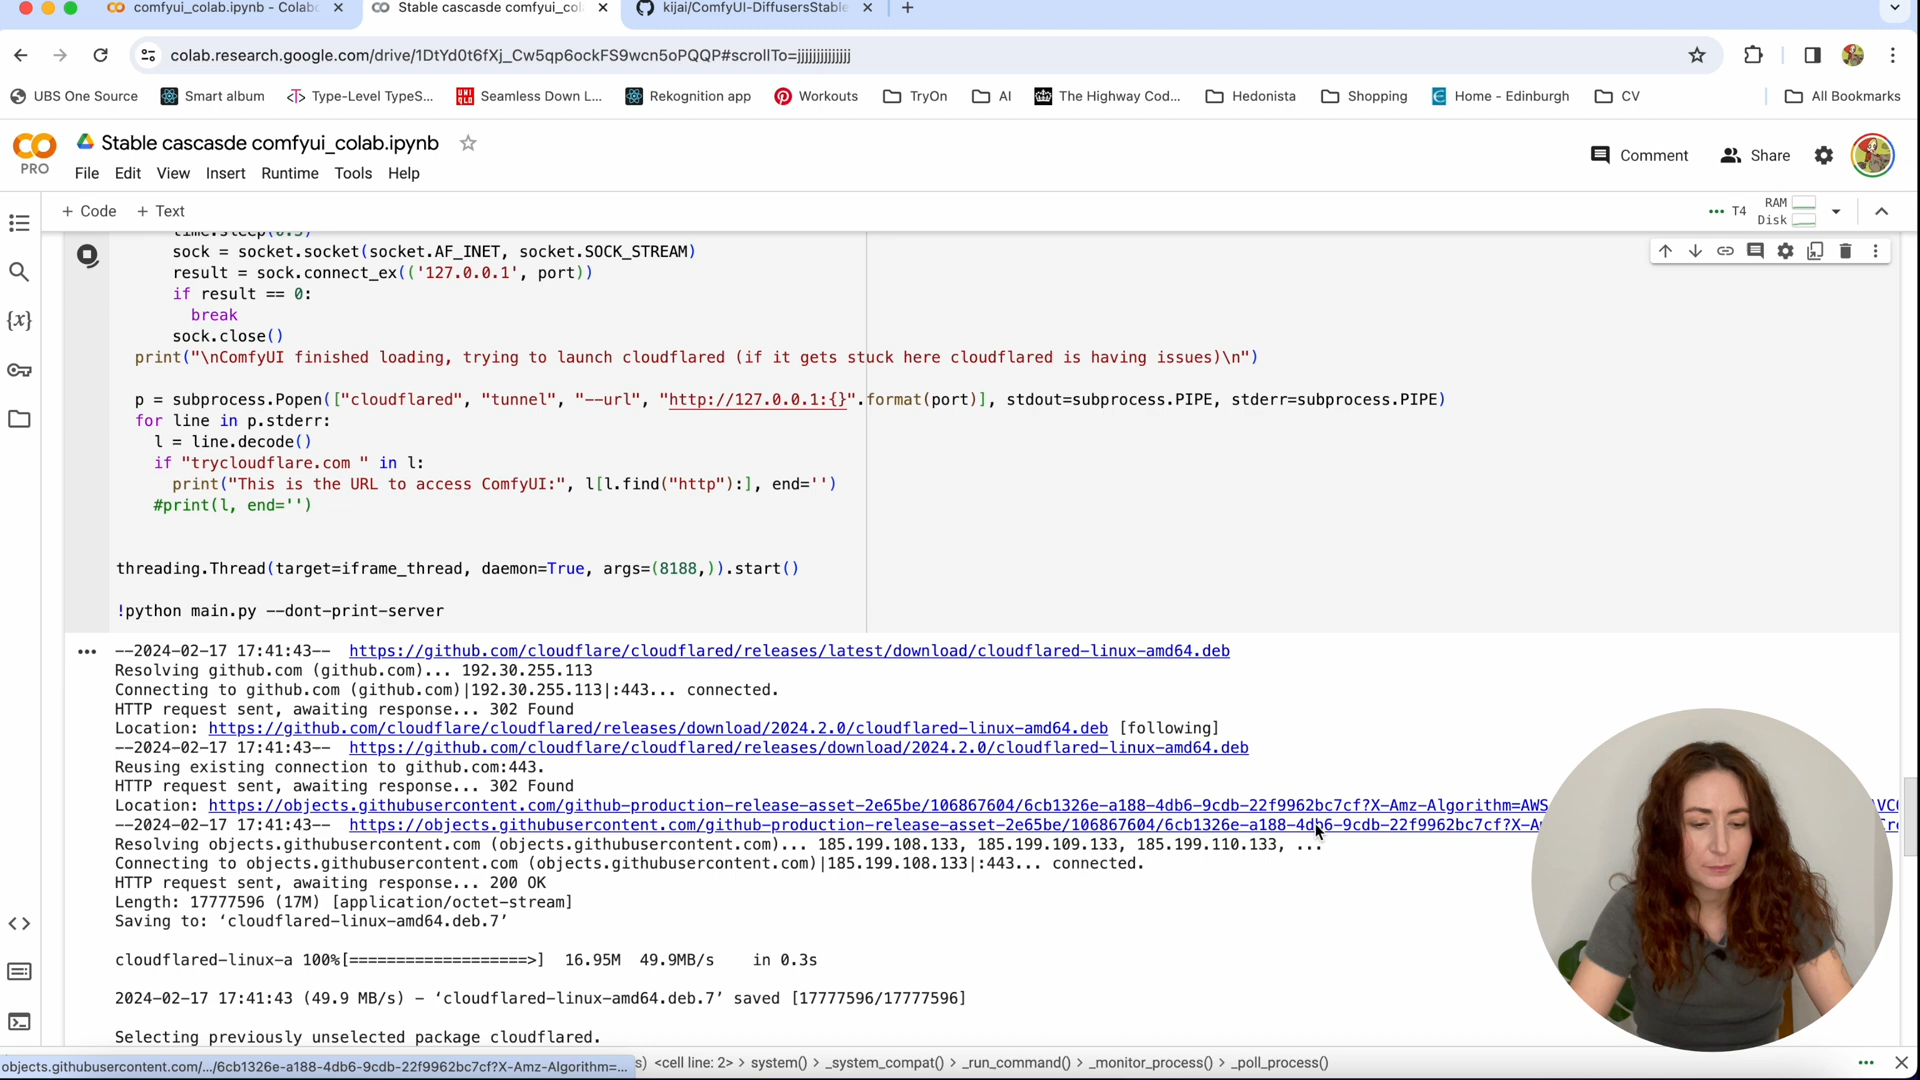 comfyui_colab.ipynb - Colab
Stable cascasde comfyui_col
kijai/ComfyUI-DiffusersStable
colab.research.google.com/drive/1DtYd0t6fXj_Cw5qp6ockFS9wcn5oPQQP#scrollTo=jjjjjjjjjjjjjj
UBS One Source
Smart album
Type-Level TypeS...
Seamless Down L...
Rekognition app
Workouts
TryOn
AI
The Highway Cod...
Hedonista
Shopping
Home - Edinburgh
CV
All Bookmarks
CO
PRO
Stable cascasde comfyui_colab.ipynb
Comment
Share
File Edit View Insert Runtime Tools Help
+ Code + Text
T4
RAM
Disk
time.sleep(0.5)
sock = socket.socket(socket.AF_INET, socket.SOCK_STREAM)
result = sock.connect_ex(('127.0.0.1', port))
if result == 0:
break
sock.close()
print("\nComfyUI finished loading, trying to launch cloudflared (if it gets stuck here cloudflared is having issues)\n")
p = subprocess.Popen(["cloudflared", "tunnel", "--url", "http://127.0.0.1:{}".format(port)], stdout=subprocess.PIPE, stderr=subprocess.PIPE)
for line in p.stderr:
l = line.decode()
if "trycloudflare.com " in l:
print("This is the URL to access ComfyUI:", l[l.find("http"):], end='')
#print(l, end='')
threading.Thread(target=iframe_thread, daemon=True, args=(8188,)).start()
!python main.py --dont-print-server
--2024-02-17 17:41:43-- https://github.com/cloudflare/cloudflared/releases/latest/download/cloudflared-linux-amd64.deb
Resolving github.com (github.com)... 192.30.255.113
Connecting to github.com (github.com)|192.30.255.113|:443... connected.
HTTP request sent, awaiting response... 302 Found
Location: https://github.com/cloudflare/cloudflared/releases/download/2024.2.0/cloudflared-linux-amd64.deb [following]
--2024-02-17 17:41:43-- https://github.com/cloudflare/cloudflared/releases/download/2024.2.0/cloudflared-linux-amd64.deb
Reusing existing connection to github.com:443.
HTTP request sent, awaiting response... 302 Found
Location: https://objects.githubusercontent.com/github-production-release-asset-2e65be/106867604/6cb1326e-a188-4db6-9cdb-22f9962bc7cf?X-Amz-Algorithm=AWS
--2024-02-17 17:41:43-- https://objects.githubusercontent.com/github-production-release-asset-2e65be/106867604/6cb1326e-a188-4db6-9cdb-22f9962bc7cf?X-A
Resolving objects.githubusercontent.com (objects.githubusercontent.com)... 185.199.108.133, 185.199.109.133, 185.199.110.133, ...
Connecting to objects.githubusercontent.com (objects.githubusercontent.com)|185.199.108.133|:443... connected.
HTTP request sent, awaiting response... 200 OK
Length: 17777596 (17M) [application/octet-stream]
Saving to: ‘cloudflared-linux-amd64.deb.7’
cloudflared-linux-a 100%[===================>] 16.95M 49.9MB/s in 0.3s
2024-02-17 17:41:43 (49.9 MB/s) - ‘cloudflared-linux-amd64.deb.7’ saved [17777596/17777596]
Selecting previously unselected package cloudflared.
objects.githubusercontent.com/.../6cb1326e-a188-4db6-9cdb-22f9962bc7cf?X-Amz-Algorithm=...
s) <cell line: 2> > system() > _system_compat() > _run_command() > _monitor_process() > _poll_process()